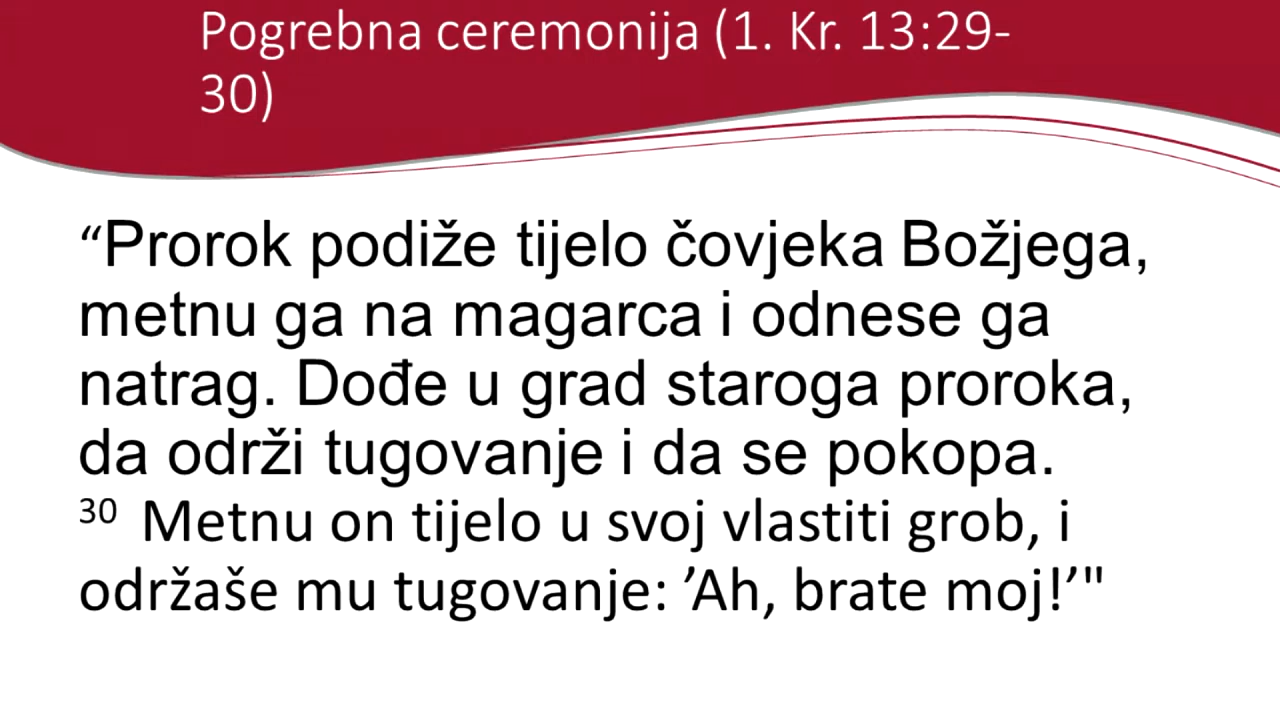 Pogrebna ceremonija (1. Kr. 13:29-
30)
“Prorok podiže tijelo čovjeka Božjega,
metnu ga na magarca i odnese ga
natrag. Dođe u grad staroga proroka,
da održi tugovanje i da se pokopa.
30 Metnu on tijelo u svoj vlastiti grob, i
održaše mu tugovanje: ’Ah, brate moj!’"